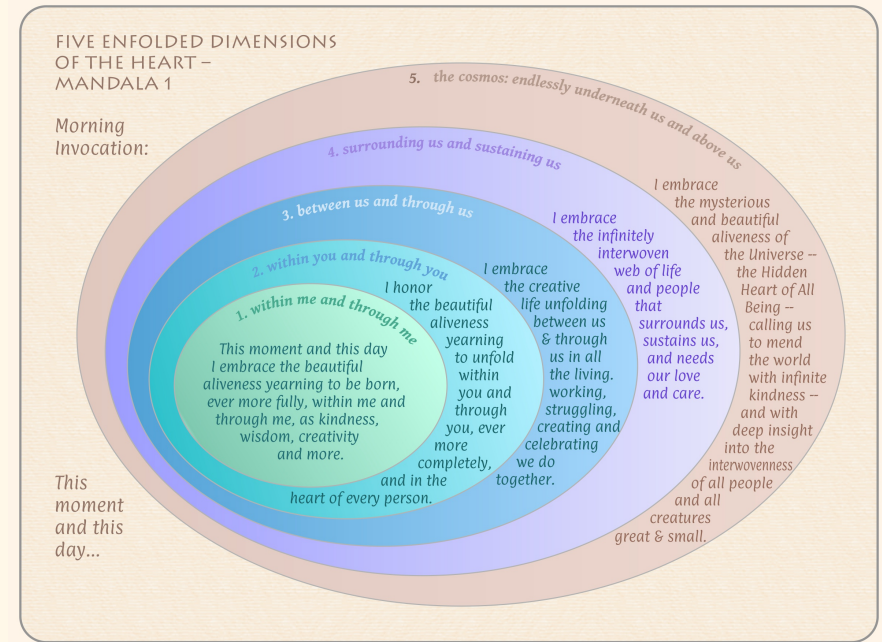 FIVE ENFOLDED DIMENSIONS
OF THE HEART –
MANDALA 1
Morning
Invocation:
This
moment
and this
day...
1. within me and through me
This moment and this day
I embrace the beautiful
aliveness yearning to be born,
ever more fully, within me and
through me, as kindness,
wisdom, creativity
and more.
2. within you and through you
I honor
the beautiful
aliveness
yearning
to unfold
within
you and
through
you, ever
more
completely,
and in the
heart of every person.
3. between us and through us
I embrace
the creative
life unfolding
between us
& through
us in all
the living.
working,
struggling,
creating and
celebrating
we do
together.
4. surrounding us and sustaining us
I embrace
the infinitely
interwoven
web of life
and people
that
surrounds us,
sustains us,
and needs
our love
and care.
5. the cosmos: endlessly underneath us and above us
I embrace
the mysterious
and beautiful
aliveness of
the Universe --
the Hidden
Heart of All
Being --
calling us
to mend
the world
with infinite
kindness --
and with
deep insight
into the
interwovenness
of all people
and all
creatures
great & small.